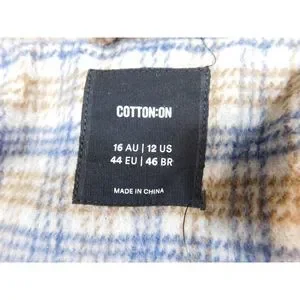 COTTON:ON
16 AU | 12 US
44 EU | 46 BR
MADE IN CHINA